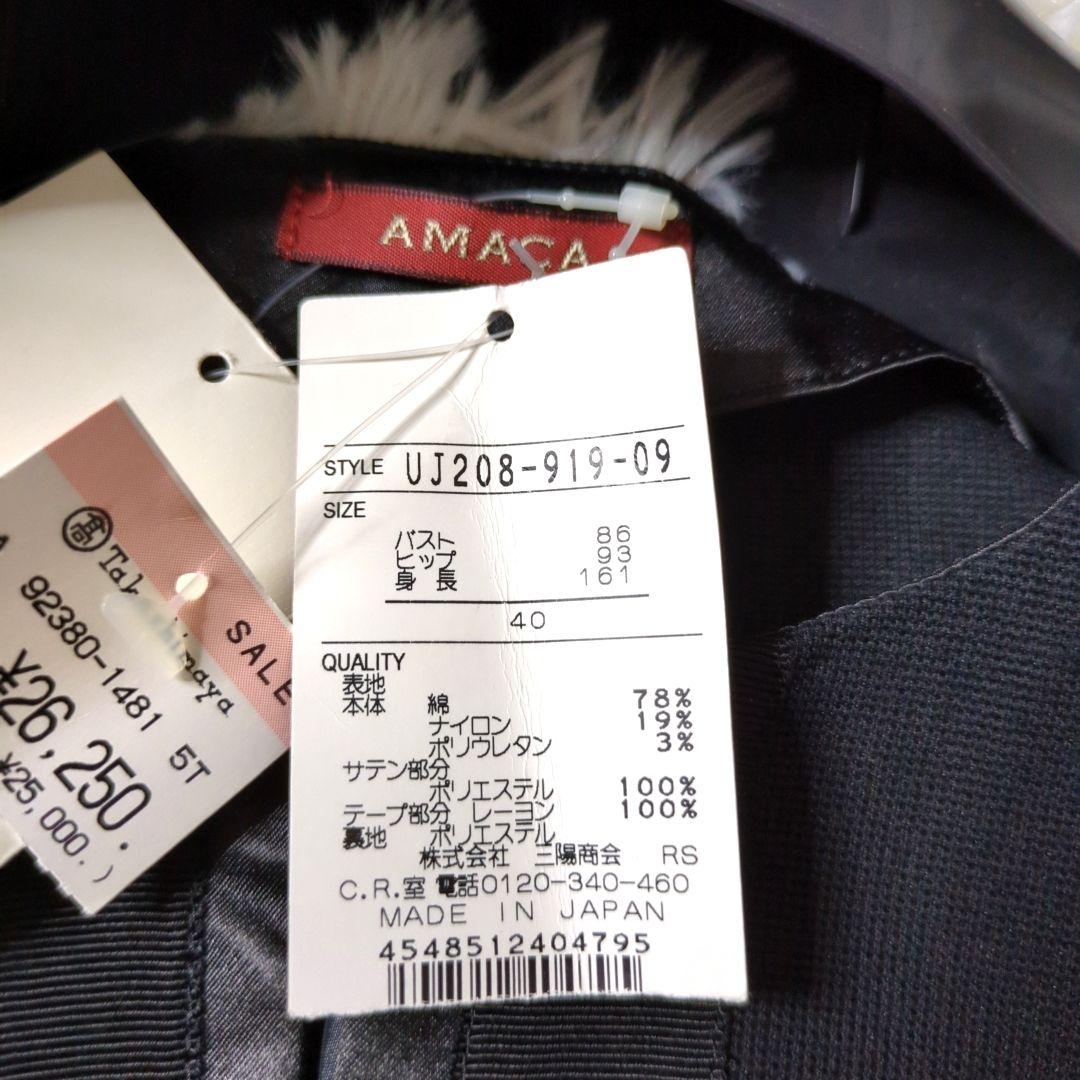 AMACA
STYLE UJ208-919-09
SIZE
バスト 86
ヒップ 93
身長 161
40
QUALITY
表地
本体 綿 78%
ナイロン 19%
ポリウレタン 3%
サテン部分
ポリエステル 100%
テープ部分 レーヨン 100%
裏地 ポリエステル
株式会社 三陽商会 RS
C.R.室 電話0120-340-460
MADE IN JAPAN
4548512404795
SALE
髙
92380-1481 5T
¥26,250.
¥25,000.)